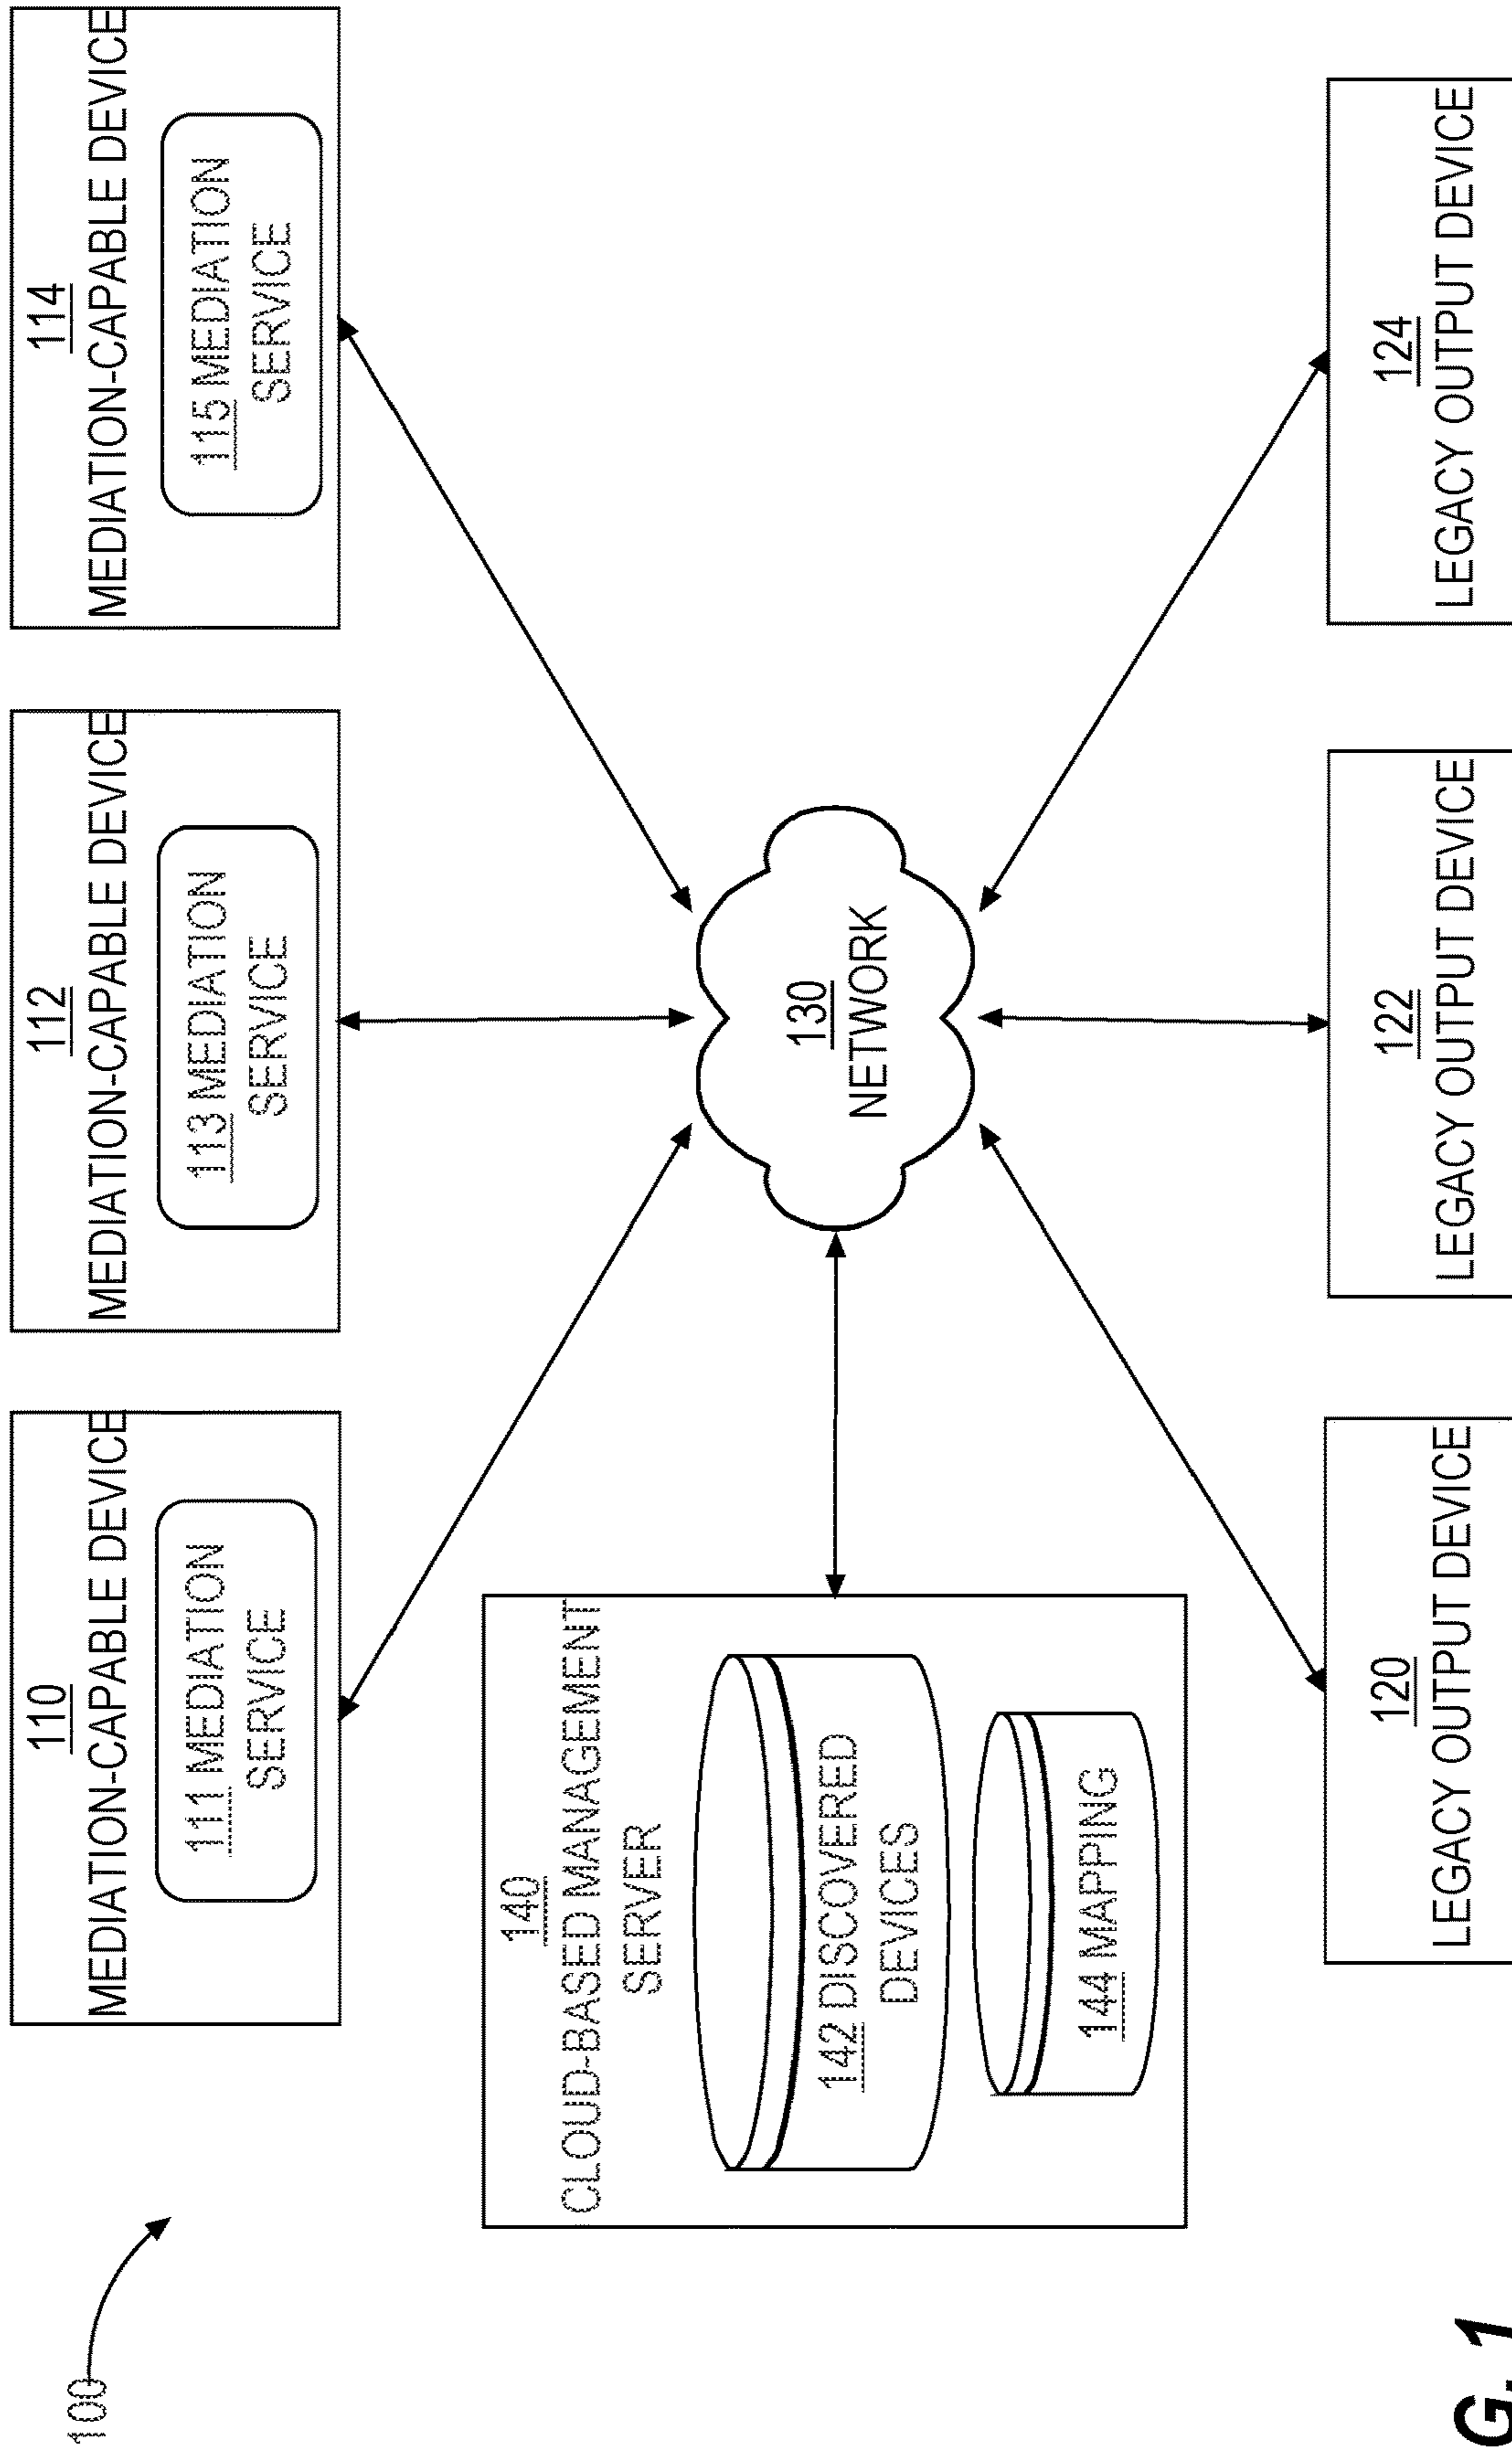 100
110
MEDIATION-CAPABLE DEVICE
111 MEDIATION
SERVICE
112
MEDIATION-CAPABLE DEVICE
113 MEDIATION
SERVICE
114
MEDIATION-CAPABLE DEVICE
115 MEDIATION
SERVICE
140
CLOUD-BASED MANAGEMENT
SERVER
142 DISCOVERED
DEVICES
144 MAPPING
130
NETWORK
120
LEGACY OUTPUT DEVICE
122
LEGACY OUTPUT DEVICE
124
LEGACY OUTPUT DEVICE
G. 1